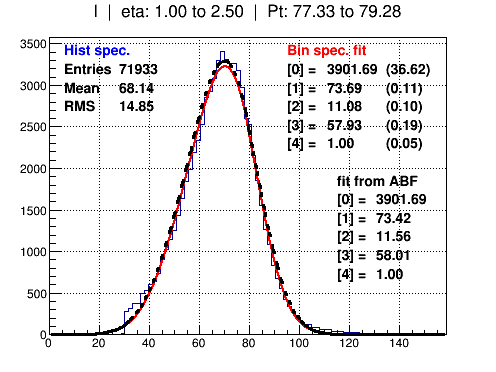 I | eta: 1.00 to 2.50 | Pt: 77.33 to 79.28
Hist spec.
Entries 71933
Mean 68.14
RMS 14.85
Bin spec. fit
[0] = 3901.69 (36.62)
[1] = 73.69 (0.11)
[2] = 11.08 (0.10)
[3] = 57.93 (0.19)
[4] = 1.00 (0.05)
fit from ABF
[0] = 3901.69
[1] = 73.42
[2] = 11.56
[3] = 58.01
[4] = 1.00
3500
3000
2500
2000
1500
1000
500
0
0 20 40 60 80 100 120 140